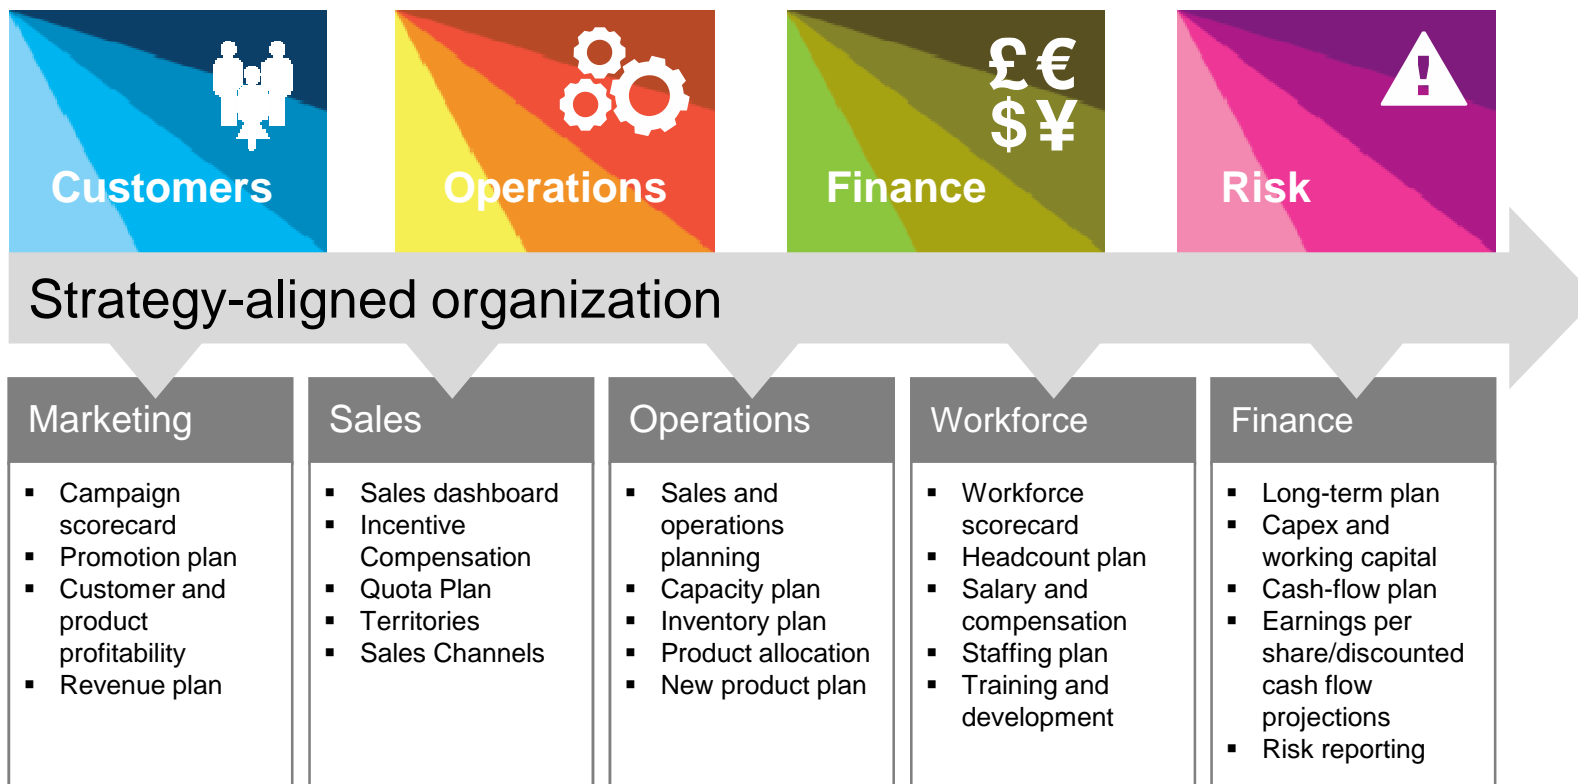 £ €
$ ¥
!
Customers
Operations
Finance
Risk
Strategy-aligned organization
Marketing
▪ Campaign
scorecard
▪ Promotion plan
▪ Customer and
product
profitability
▪ Revenue plan
Sales
▪ Sales dashboard
▪ Incentive
Compensation
▪ Quota Plan
▪ Territories
▪ Sales Channels
Operations
▪ Sales and
operations
planning
▪ Capacity plan
▪ Inventory plan
▪ Product allocation
▪ New product plan
Workforce
▪ Workforce
scorecard
▪ Headcount plan
▪ Salary and
compensation
▪ Staffing plan
▪ Training and
development
Finance
▪ Long-term plan
▪ Capex and
working capital
▪ Cash-flow plan
▪ Earnings per
share/discounted
cash flow
projections
▪ Risk reporting